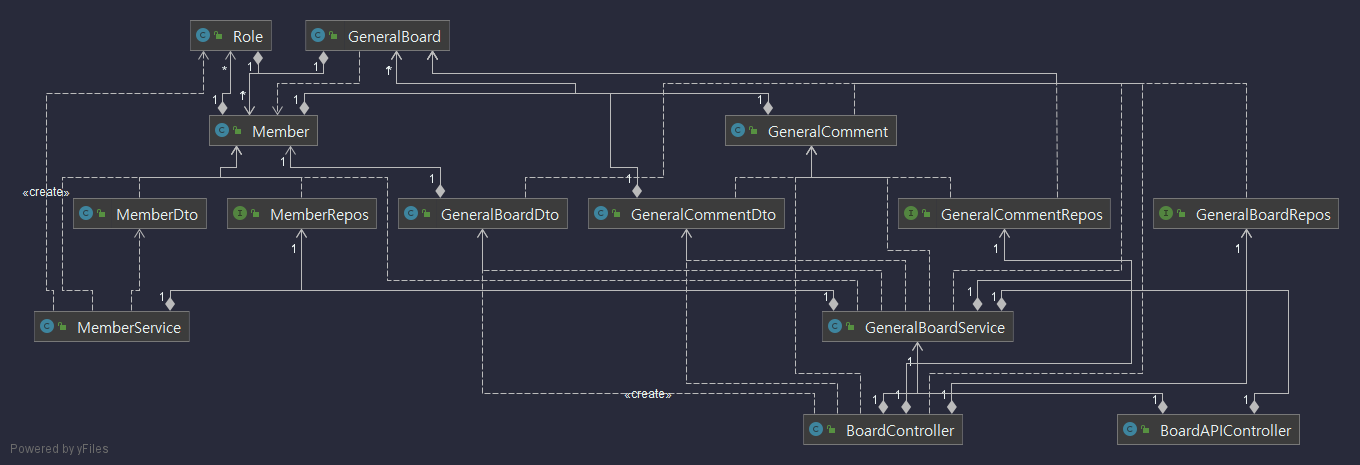 C Role
C GeneralBoard
1
1
*
1
*
1
1
C Member
C GeneralComment
1
1
1
«create»
C MemberDto
I MemberRepos
C GeneralBoardDto
C GeneralCommentDto
I GeneralCommentRepos
I GeneralBoardRepos
1
1
1
1
1
1
1
C MemberService
C GeneralBoardService
1
«create»
1
1
1
1
1
C BoardController
C BoardAPIController
Powered by yFiles